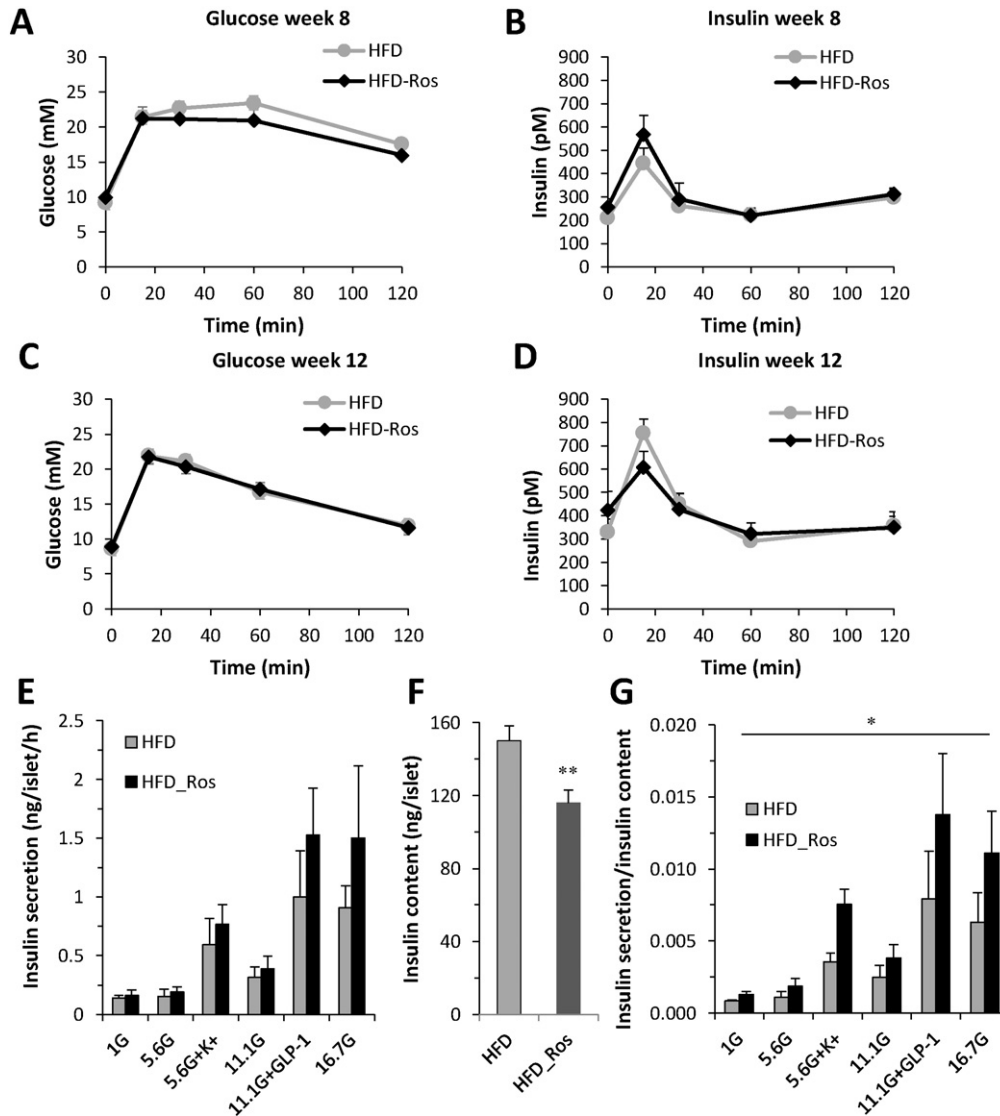 A
Glucose week 8
HFD
HFD-Ros
Glucose (mM)
30
25
20
15
10
5
0
0 20 40 60 80 100 120
Time (min)
B
Insulin week 8
HFD
HFD-Ros
Insulin (pM)
900
800
700
600
500
400
300
200
100
0
0 20 40 60 80 100 120
Time (min)
C
Glucose week 12
HFD
HFD-Ros
Glucose (mM)
30
25
20
15
10
5
0
0 20 40 60 80 100 120
Time (min)
D
Insulin week 12
HFD
HFD-Ros
Insulin (pM)
900
800
700
600
500
400
300
200
100
0
0 20 40 60 80 100 120
Time (min)
E
Insulin secretion (ng/islet/h)
2.5
2
1.5
1
0.5
0
HFD
HFD_Ros
1G 5.6G 5.6G+K+ 11.1G 11.1G+GLP-1 16.7G
F
Insulin content (ng/islet)
160
120
80
40
0
**
HFD HFD_Ros
G
Insulin secretion/insulin content
0.020
0.015
0.010
0.005
0.000
*
HFD
HFD_Ros
1G 5.6G 5.6G+K+ 11.1G 11.1G+GLP-1 16.7G